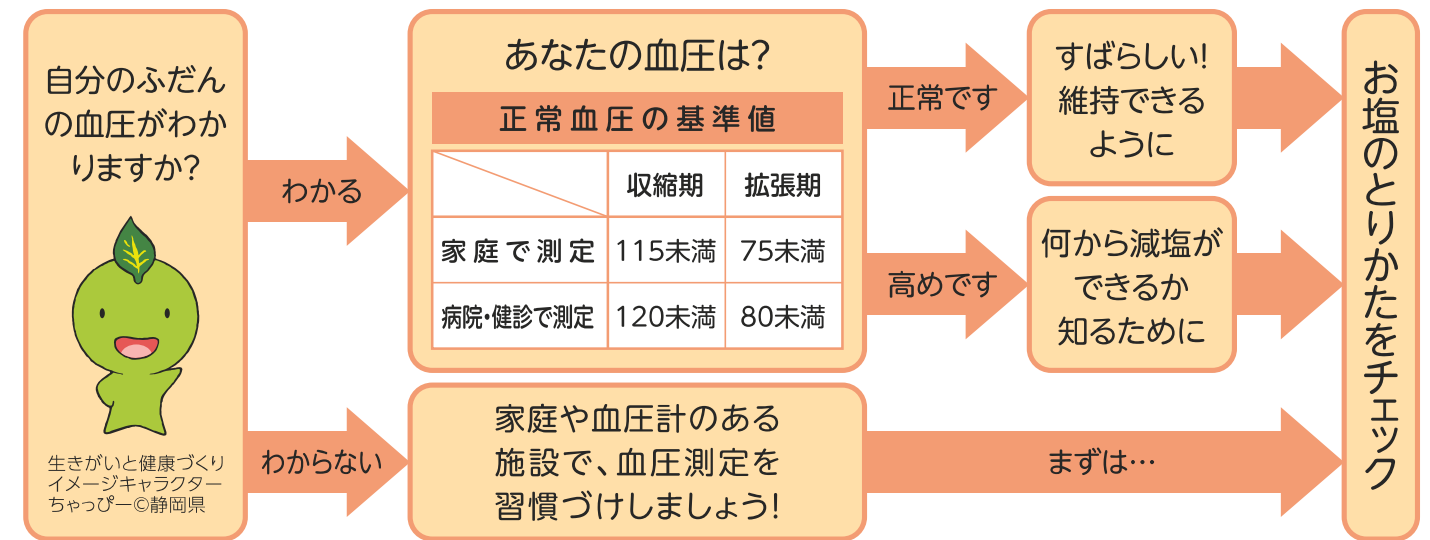 自分のふだん
の血圧がわか
りますか?
生きがいと健康づくり
イメージキャラクター
ちゃっぴー©静岡県
わかる
わからない
あなたの血圧は?
正常血圧の基準値
収縮期 拡張期
家庭で測定 115未満 75未満
病院・健診で測定 120未満 80未満
正常です
すばらしい!
維持できる
ように
高めです
何から減塩が
できるか
知るために
家庭や血圧計のある
施設で、血圧測定を
習慣づけしましょう!
まずは…
お塩のとりかたをチェック